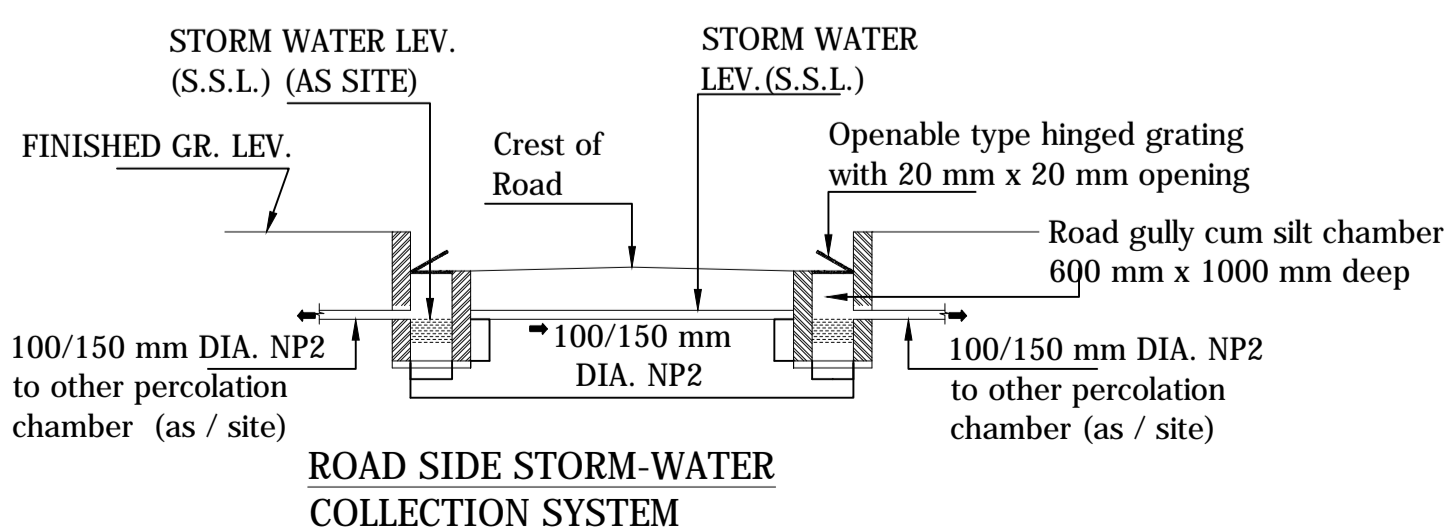 STORM WATER LEV.
(S.S.L.) (AS SITE)
STORM WATER
LEV.(S.S.L.)
FINISHED GR. LEV.
Crest of
Road
Openable type hinged grating
with 20 mm x 20 mm opening
Road gully cum silt chamber
600 mm x 1000 mm deep
100/150 mm DIA. NP2
to other percolation
chamber (as / site)
100/150 mm
DIA. NP2
100/150 mm DIA. NP2
to other percolation
chamber (as / site)
ROAD SIDE STORM-WATER
COLLECTION SYSTEM